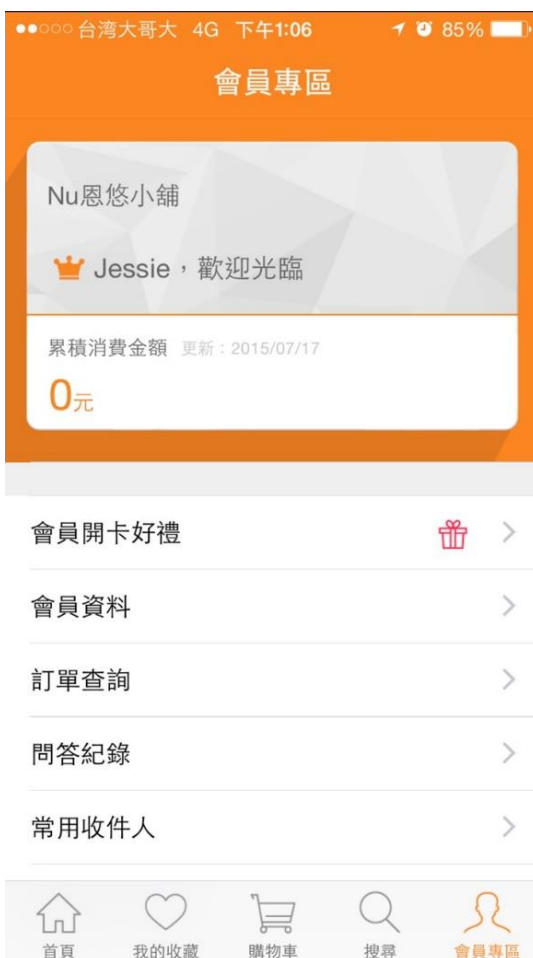 台湾大哥大 4G 下午1:06 85%
會員專區
Nu恩悠小舖
Jessie，歡迎光臨
累積消費金額 更新：2015/07/17
0元
會員開卡好禮
會員資料
訂單查詢
問答紀錄
常用收件人
首頁 我的收藏 購物車 搜尋 會員專區